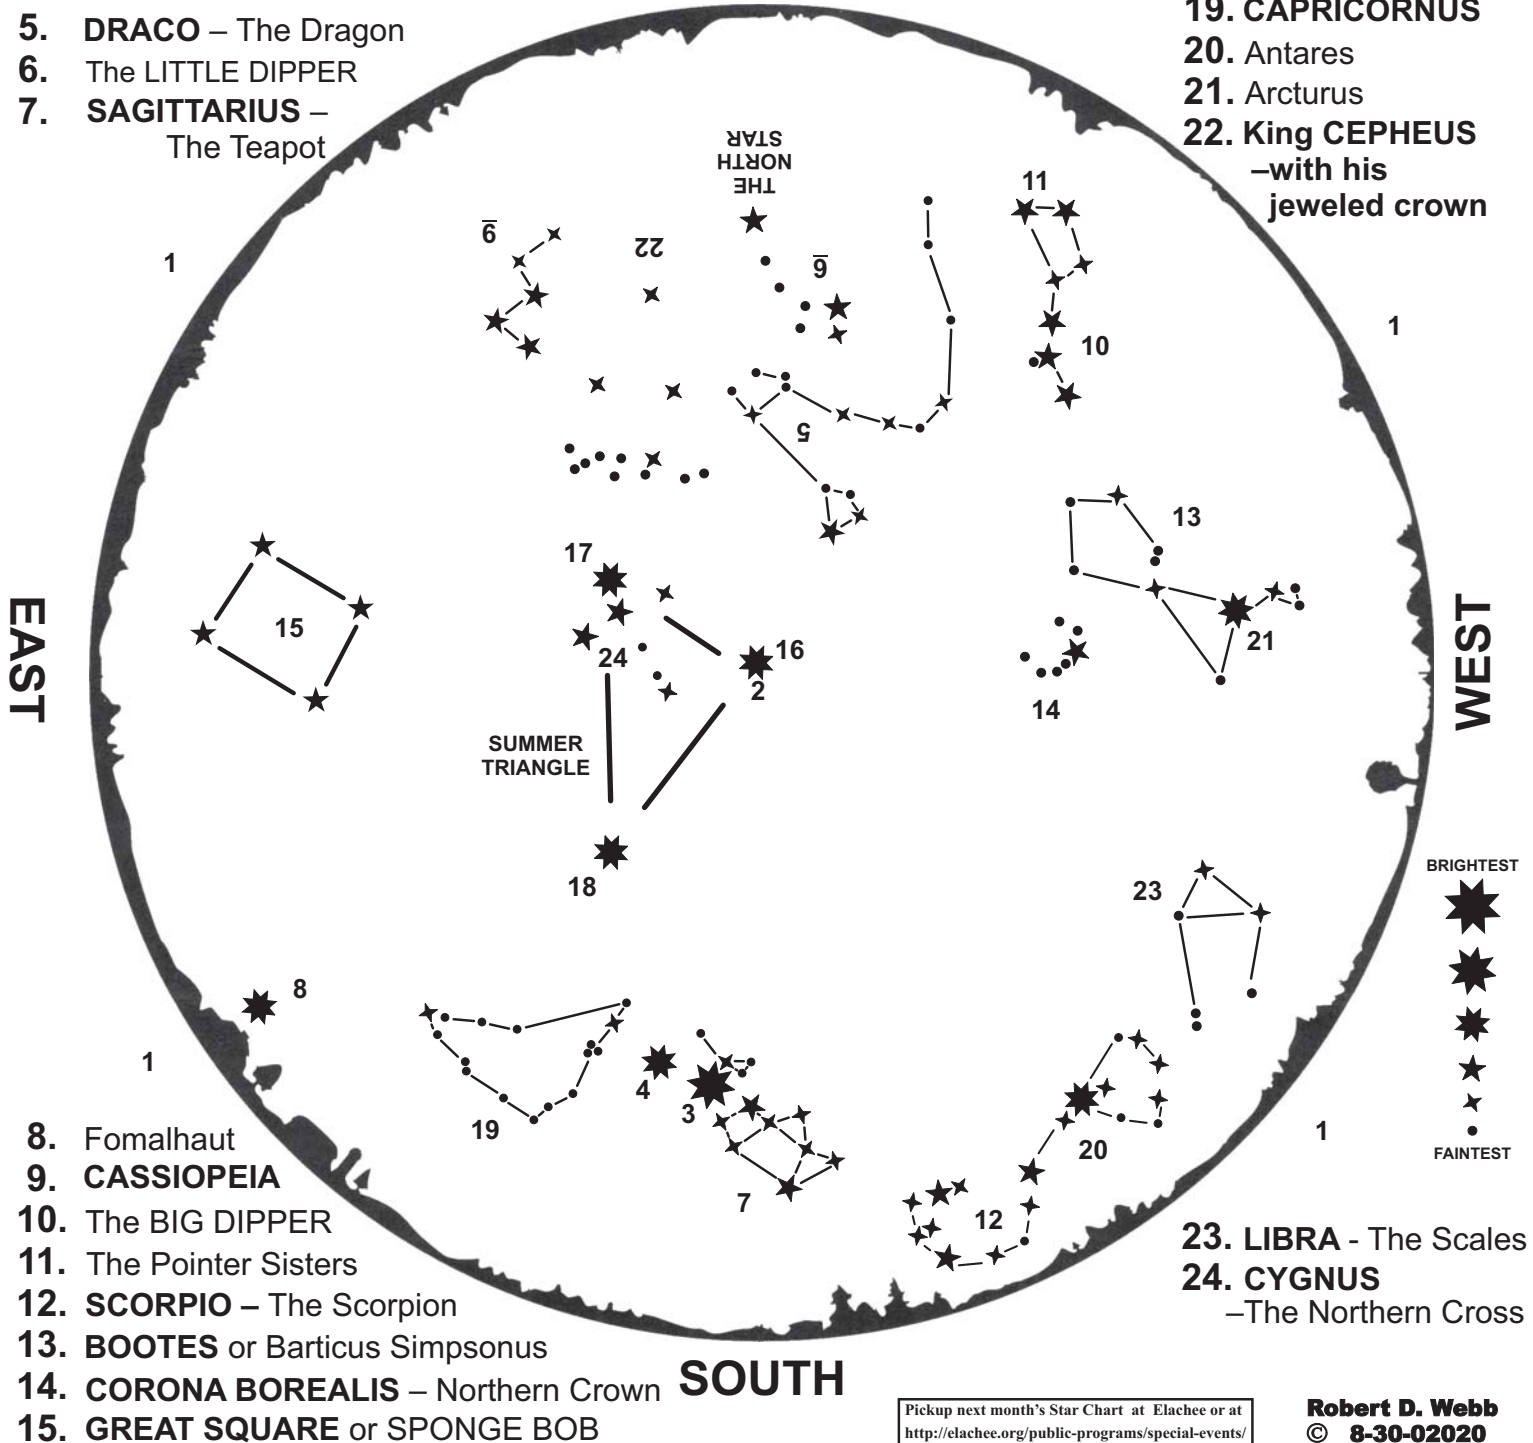 5. DRACO – The Dragon
6. The LITTLE DIPPER
7. SAGITTARIUS –
The Teapot
19. CAPRICORNUS
20. Antares
21. Arcturus
22. King CEPHEUS
–with his
jeweled crown
THE
NORTH
STAR
11
9
22
6
1
1
10
5
13
17
15
16
24
2
21
14
SUMMER
TRIANGLE
18
23
EAST
WEST
BRIGHTEST
FAINTEST
8
1
4
3
19
20
1
7
12
8. Fomalhaut
9. CASSIOPEIA
10. The BIG DIPPER
11. The Pointer Sisters
12. SCORPIO – The Scorpion
13. BOOTES or Barticus Simpsonus
14. CORONA BOREALIS – Northern Crown
15. GREAT SQUARE or SPONGE BOB
SOUTH
23. LIBRA - The Scales
24. CYGNUS
–The Northern Cross
Pickup next month's Star Chart at Elachee or at
http://elachee.org/public-programs/special-events/
Robert D. Webb
© 8-30-02020